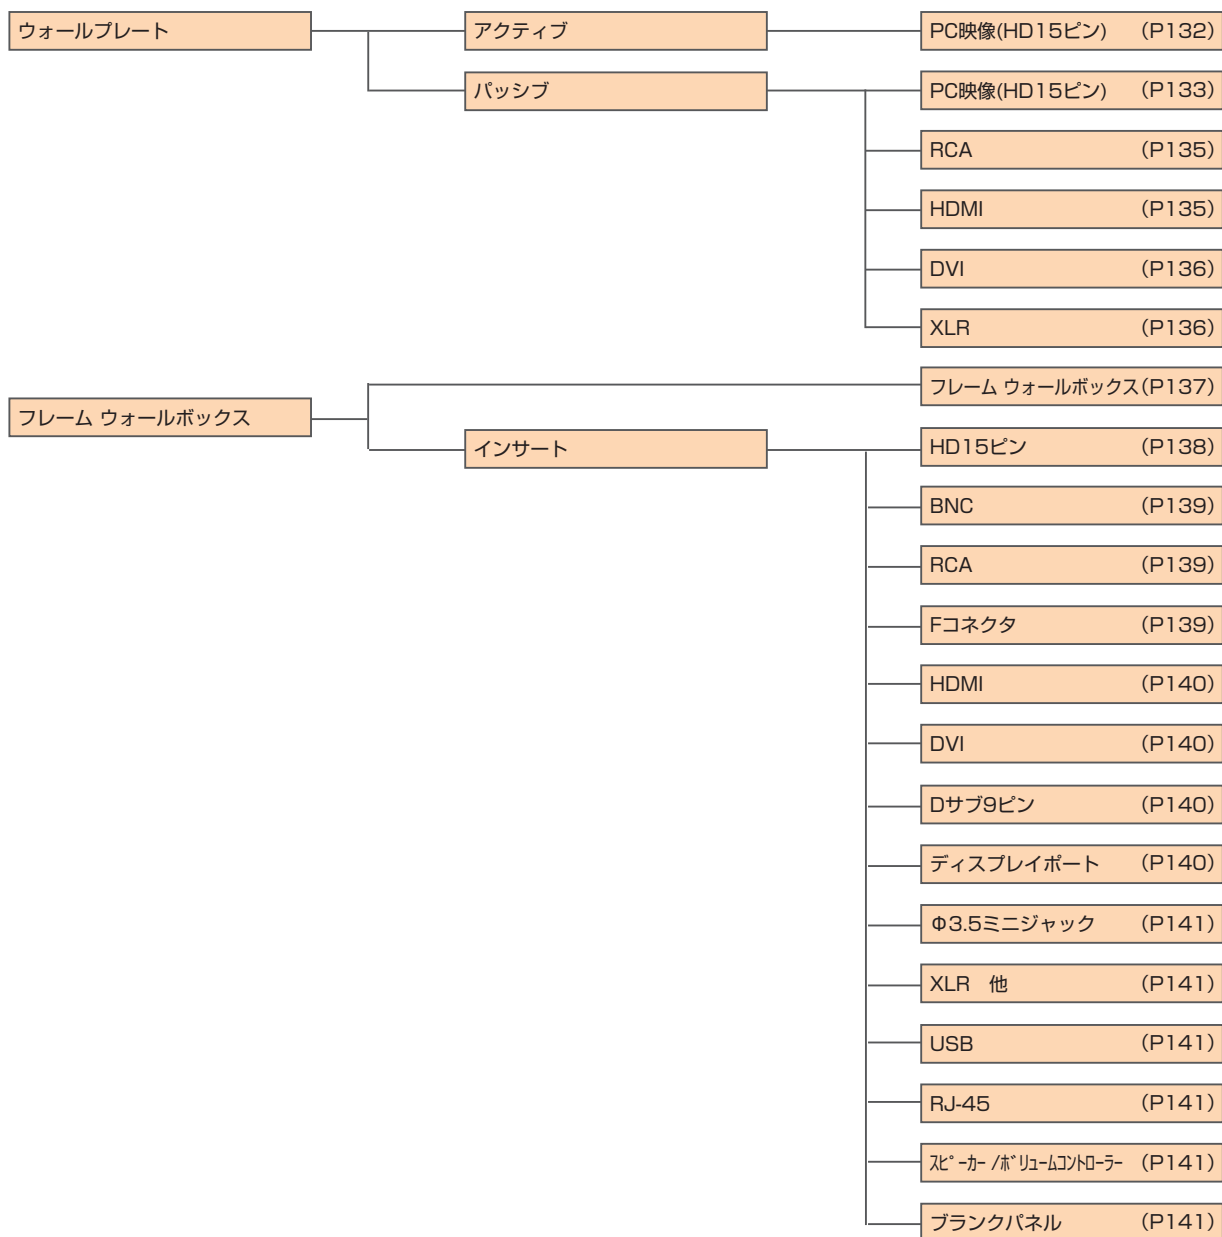 ウォールプレート
アクティブ
PC映像(HD15ピン) (P132)
パッシブ
PC映像(HD15ピン) (P133)
RCA (P135)
HDMI (P135)
DVI (P136)
XLR (P136)
フレーム ウォールボックス(P137)
フレーム ウォールボックス
インサート
HD15ピン (P138)
BNC (P139)
RCA (P139)
Fコネクタ (P139)
HDMI (P140)
DVI (P140)
Dサブ9ピン (P140)
ディスプレイポート (P140)
Φ3.5ミニジャック (P141)
XLR 他 (P141)
USB (P141)
RJ-45 (P141)
スピーカー/ボリュームコントローラー (P141)
ブランクパネル (P141)